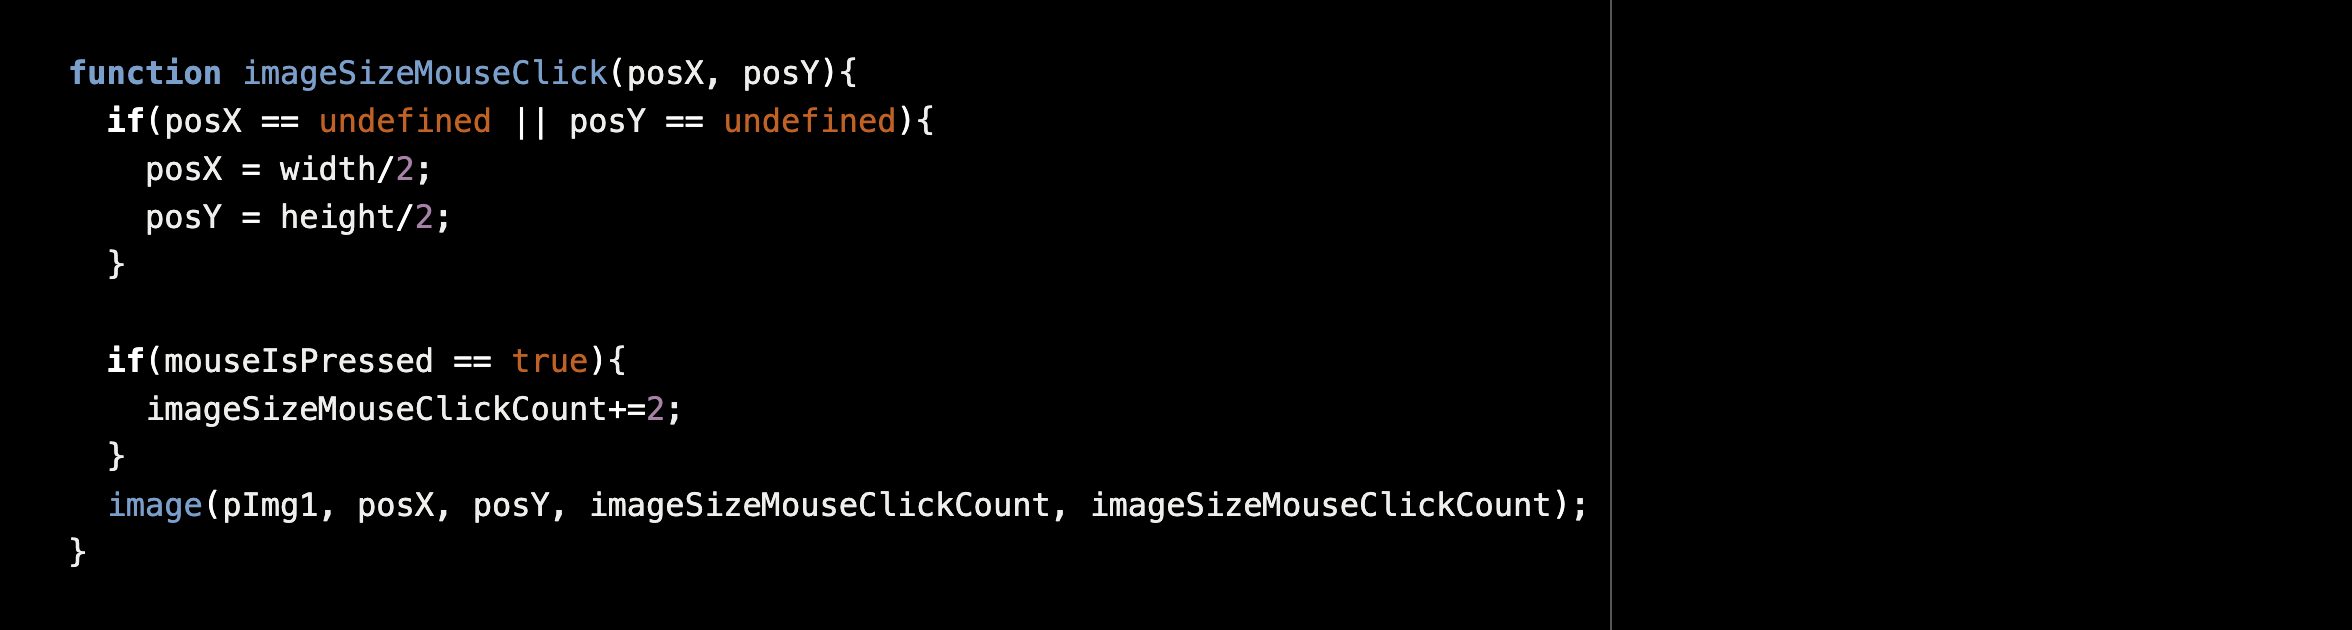 function imageSizeMouseClick(posX, posY){
if(posX == undefined || posY == undefined){
posX = width/2;
posY = height/2;
}
if(mouseIsPressed == true){
imageSizeMouseClickCount+=2;
}
image(pImg1, posX, posY, imageSizeMouseClickCount, imageSizeMouseClickCount);
}